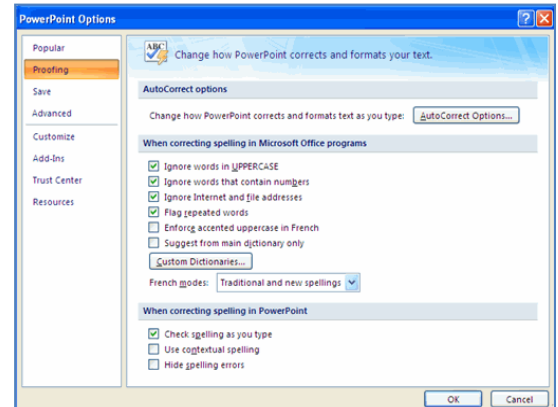 PowerPoint Options
Popular
Proofing
Save
Advanced
Customize
Add-Ins
Trust Center
Resources
ABC
Change how PowerPoint corrects and formats your text.
AutoCorrect options
Change how PowerPoint corrects and formats text as you type: AutoCorrect Options...
When correcting spelling in Microsoft Office programs
Ignore words in UPPERCASE
Ignore words that contain numbers
Ignore Internet and file addresses
Flag repeated words
Enforce accented uppercase in French
Suggest from main dictionary only
Custom Dictionaries...
French modes: Traditional and new spellings
When correcting spelling in PowerPoint
Check spelling as you type
Use contextual spelling
Hide spelling errors
OK Cancel